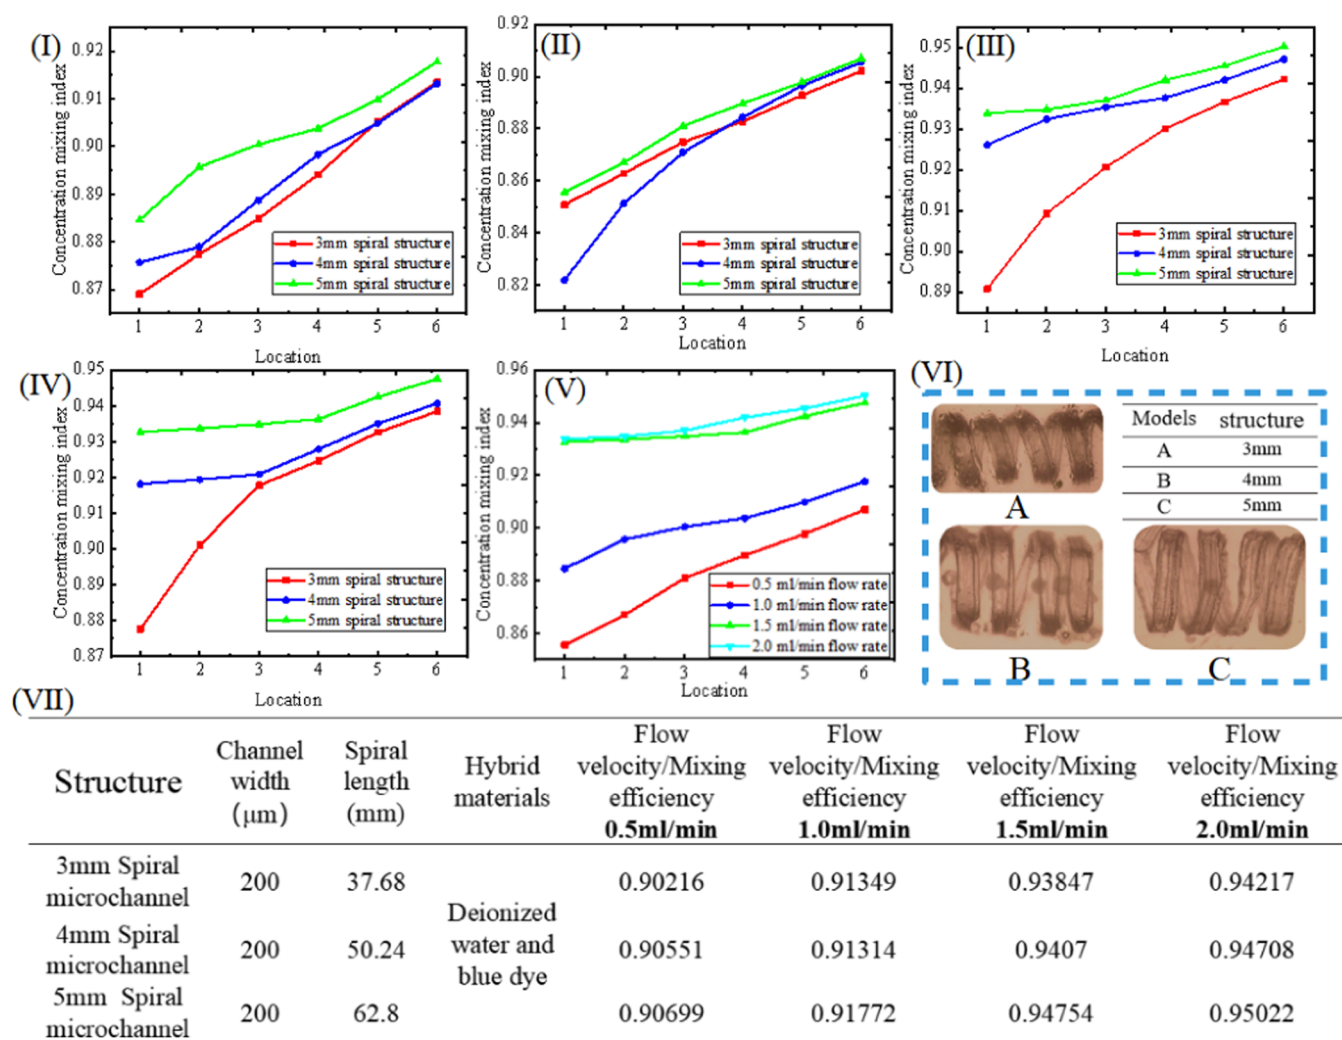 (I)
Concentration mixing index
0.92
0.91
0.90
0.89
0.88
0.87
3mm spiral structure
4mm spiral structure
5mm spiral structure
1 2 3 4 5 6
Location
(II)
Concentration mixing index
0.92
0.90
0.88
0.86
0.84
0.82
3mm spiral structure
4mm spiral structure
5mm spiral structure
1 2 3 4 5 6
Location
(III)
Concentration mixing index
0.95
0.94
0.93
0.92
0.91
0.90
0.89
3mm spiral structure
4mm spiral structure
5mm spiral structure
1 2 3 4 5 6
Location
(IV)
Concentration mixing index
0.95
0.94
0.93
0.92
0.91
0.90
0.89
0.88
0.87
3mm spiral structure
4mm spiral structure
5mm spiral structure
1 2 3 4 5 6
Location
(V)
Concentration mixing index
0.96
0.94
0.92
0.90
0.88
0.86
0.5 ml/min flow rate
1.0 ml/min flow rate
1.5 ml/min flow rate
2.0 ml/min flow rate
1 2 3 4 5 6
Location
(VI)
Models structure
A 3mm
B 4mm
C 5mm
A
B
C
(VII)
Structure
Channel
width
(μm)
Spiral
length
(mm)
Hybrid
materials
Flow
velocity/Mixing
efficiency
0.5ml/min
Flow
velocity/Mixing
efficiency
1.0ml/min
Flow
velocity/Mixing
efficiency
1.5ml/min
Flow
velocity/Mixing
efficiency
2.0ml/min
3mm Spiral
microchannel
200 37.68
0.90216 0.91349 0.93847 0.94217
Deionized
water and
blue dye
4mm Spiral
microchannel
200 50.24
0.90551 0.91314 0.9407 0.94708
5mm Spiral
microchannel
200 62.8
0.90699 0.91772 0.94754 0.95022